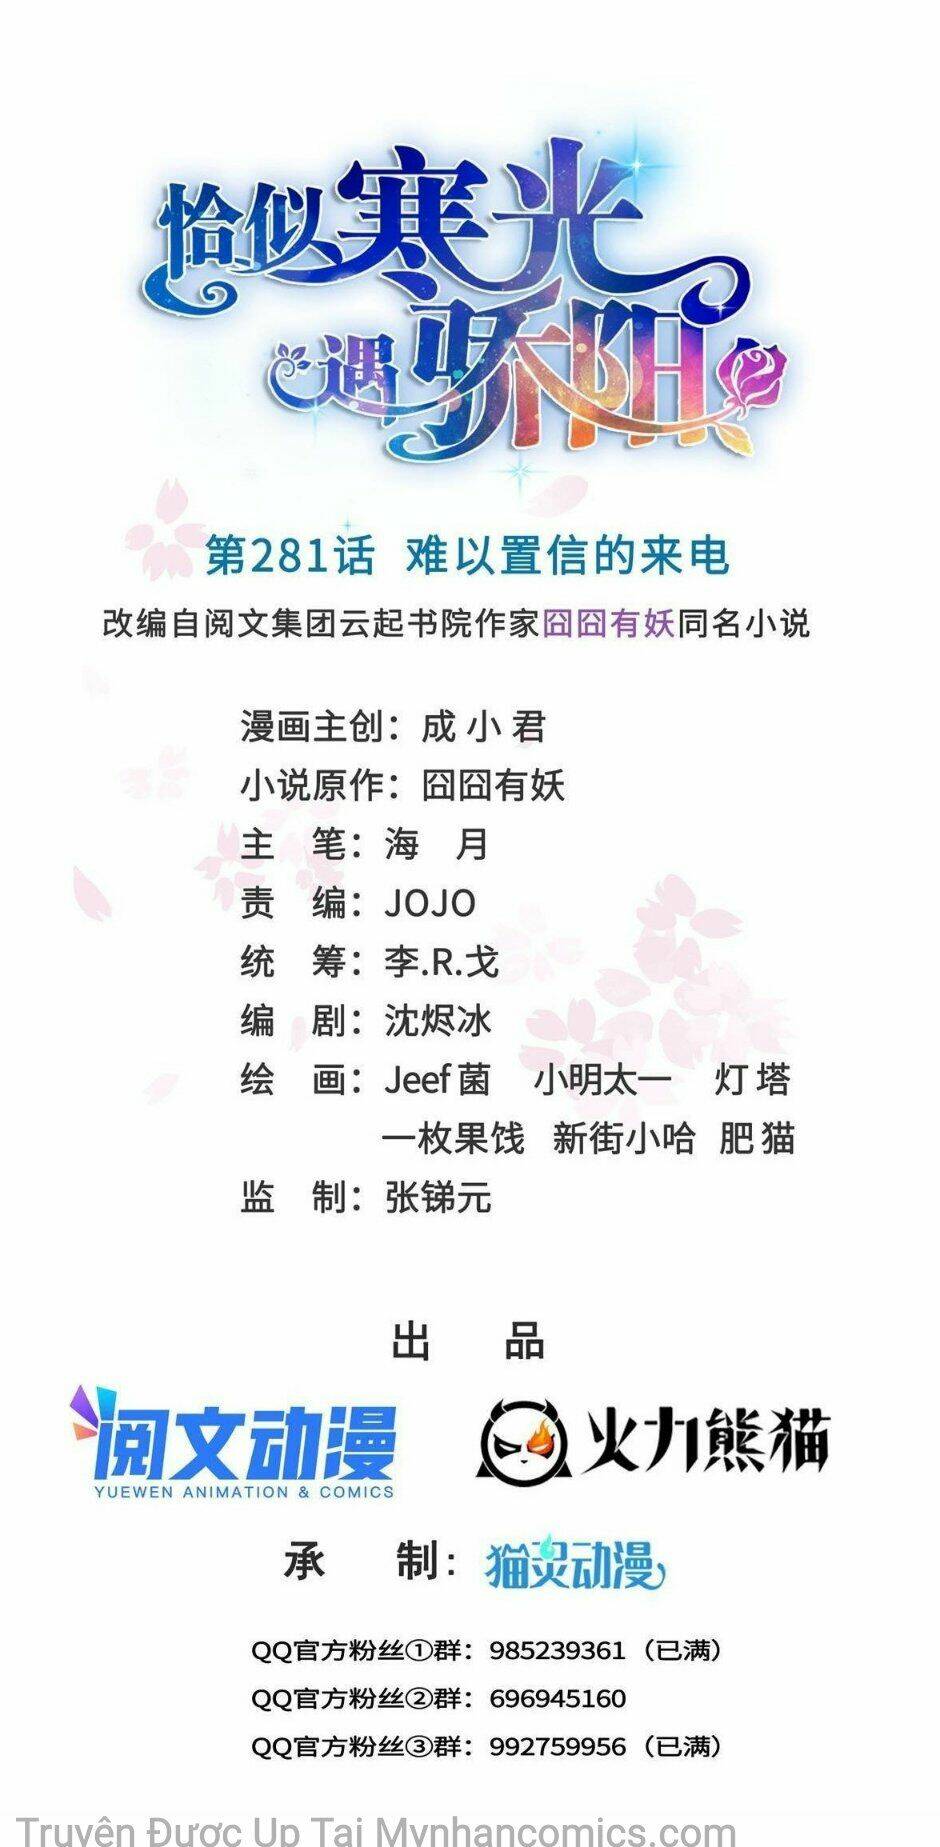 恰似寒光
遇骄阳
第281话 难以置信的来电
改编自阅文集团云起书院作家囧囧有妖同名小说
漫画主创：成小君
小说原作：囧囧有妖
主 笔：海 月
责 编：JOJO
统 筹：李.R.戈
编 剧：沈烬冰
绘 画：Jeef菌 小明太一 灯塔
一枚果饯 新街小哈 肥猫
监 制：张锑元
出 品
阅文动漫 火力熊猫
YUEWEN ANIMATION & COMICS
承 制：猫灵动漫
QQ官方粉丝①群：985239361（已满）
QQ官方粉丝②群：696945160
QQ官方粉丝③群：992759956（已满）
Truyện Được Up Tại Mynhancomics.com